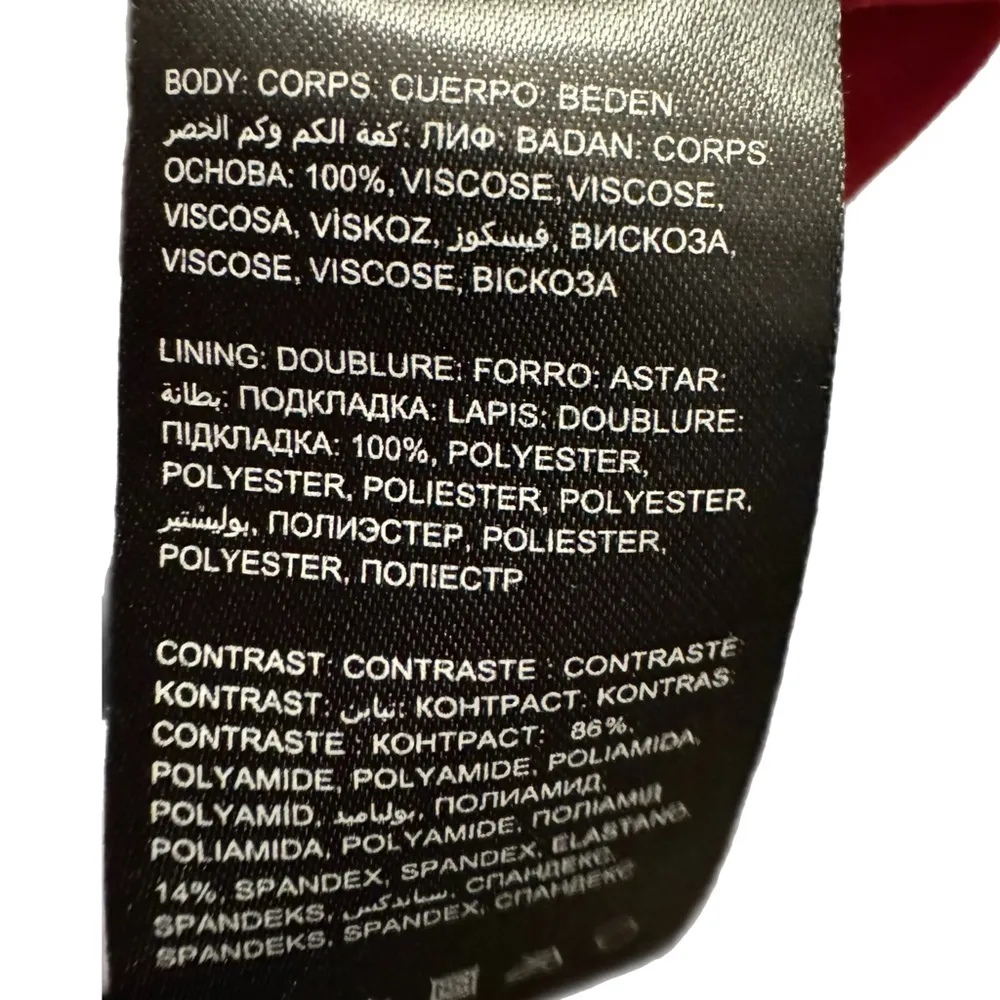 BODY: CORPS: CUERPO: BEDEN:
كفة الكم وكم الخصر: ЛИФ: BADAN: CORPS:
ОСНОВА: 100%, VISCOSE, VISCOSE,
VISCOSA, VİSKOZ, فيسكوز, ВИСКОЗА,
VISCOSE, VISCOSE, ВІСКОЗА
LINING: DOUBLURE: FORRO: ASTAR:
بطانة: ПОДКЛАДКА: LAPIS: DOUBLURE:
ПІДКЛАДКА: 100%, POLYESTER,
POLYESTER, POLIESTER, POLYESTER,
بوليستير, ПОЛИЭСТЕР, POLIESTER,
POLYESTER, ПОЛІЕСТР
CONTRAST: CONTRASTE : CONTRASTE
KONTRAST: تباين: КОНТРАСТ: KONTRAS:
CONTRASTE : КОНТРАСТ: 86%,
POLYAMIDE, POLYAMIDE, POLIAMIDA,
POLYAMID, بولياميد, ПОЛИАМИД,
POLIAMIDA, POLYAMIDE, ПОЛІАМІД
14%, SPANDEX, SPANDEX, ELASTANO,
SPANDEKS, سباندكس, СПАНДЕКС,
SPANDEKS, SPANDEX, СПАНДЕКС